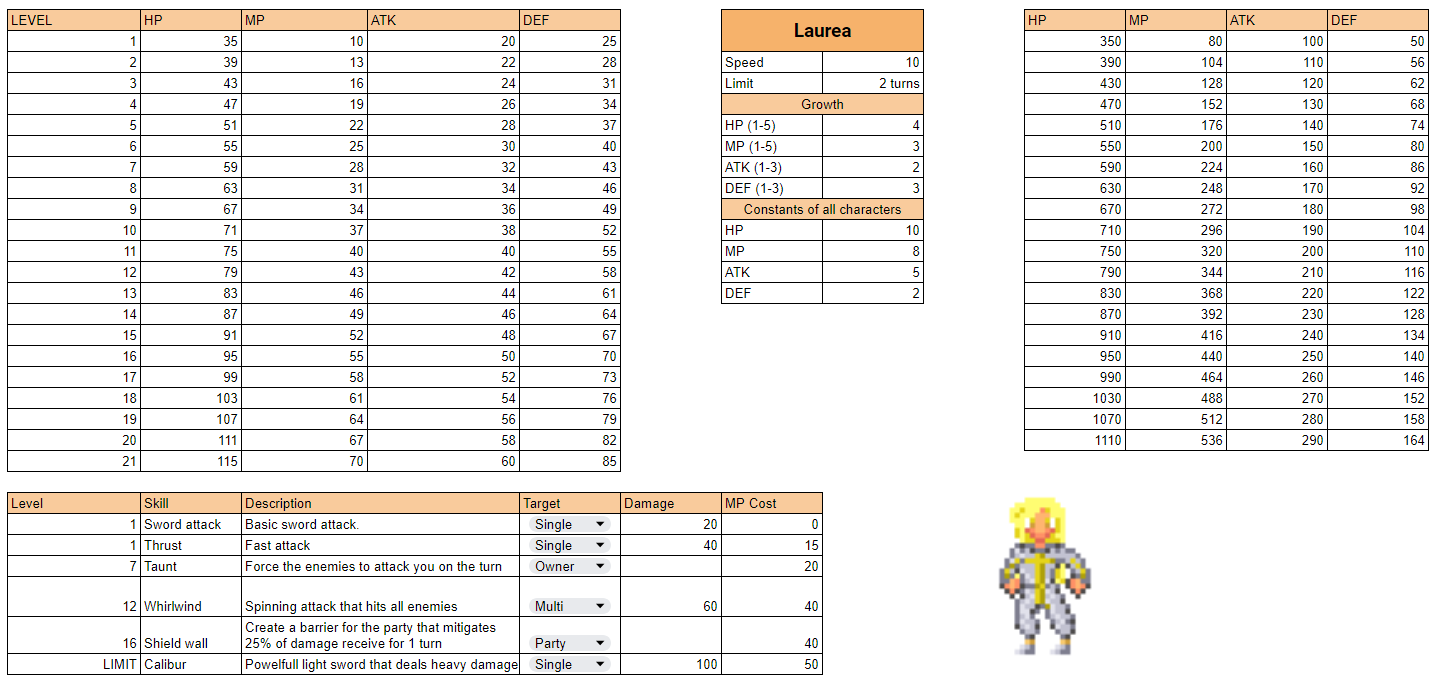 LEVEL HP MP ATK DEF
1 35 10 20 25
2 39 13 22 28
3 43 16 24 31
4 47 19 26 34
5 51 22 28 37
6 55 25 30 40
7 59 28 32 43
8 63 31 34 46
9 67 34 36 49
10 71 37 38 52
11 75 40 40 55
12 79 43 42 58
13 83 46 44 61
14 87 49 46 64
15 91 52 48 67
16 95 55 50 70
17 99 58 52 73
18 103 61 54 76
19 107 64 56 79
20 111 67 58 82
21 115 70 60 85
Laurea
Speed 10
Limit 2 turns
Growth
HP (1-5) 4
MP (1-5) 3
ATK (1-3) 2
DEF (1-3) 3
Constants of all characters
HP 10
MP 8
ATK 5
DEF 2
HP MP ATK DEF
350 80 100 50
390 104 110 56
430 128 120 62
470 152 130 68
510 176 140 74
550 200 150 80
590 224 160 86
630 248 170 92
670 272 180 98
710 296 190 104
750 320 200 110
790 344 210 116
830 368 220 122
870 392 230 128
910 416 240 134
950 440 250 140
990 464 260 146
1030 488 270 152
1070 512 280 158
1110 536 290 164
Level Skill Description Target Damage MP Cost
1 Sword attack Basic sword attack. Single 20 0
1 Thrust Fast attack Single 40 15
7 Taunt Force the enemies to attack you on the turn Owner 20
12 Whirlwind Spinning attack that hits all enemies Multi 60 40
Create a barrier for the party that mitigates
16 Shield wall 25% of damage receive for 1 turn Party 40
LIMIT Calibur Powelfull light sword that deals heavy damage Single 100 50